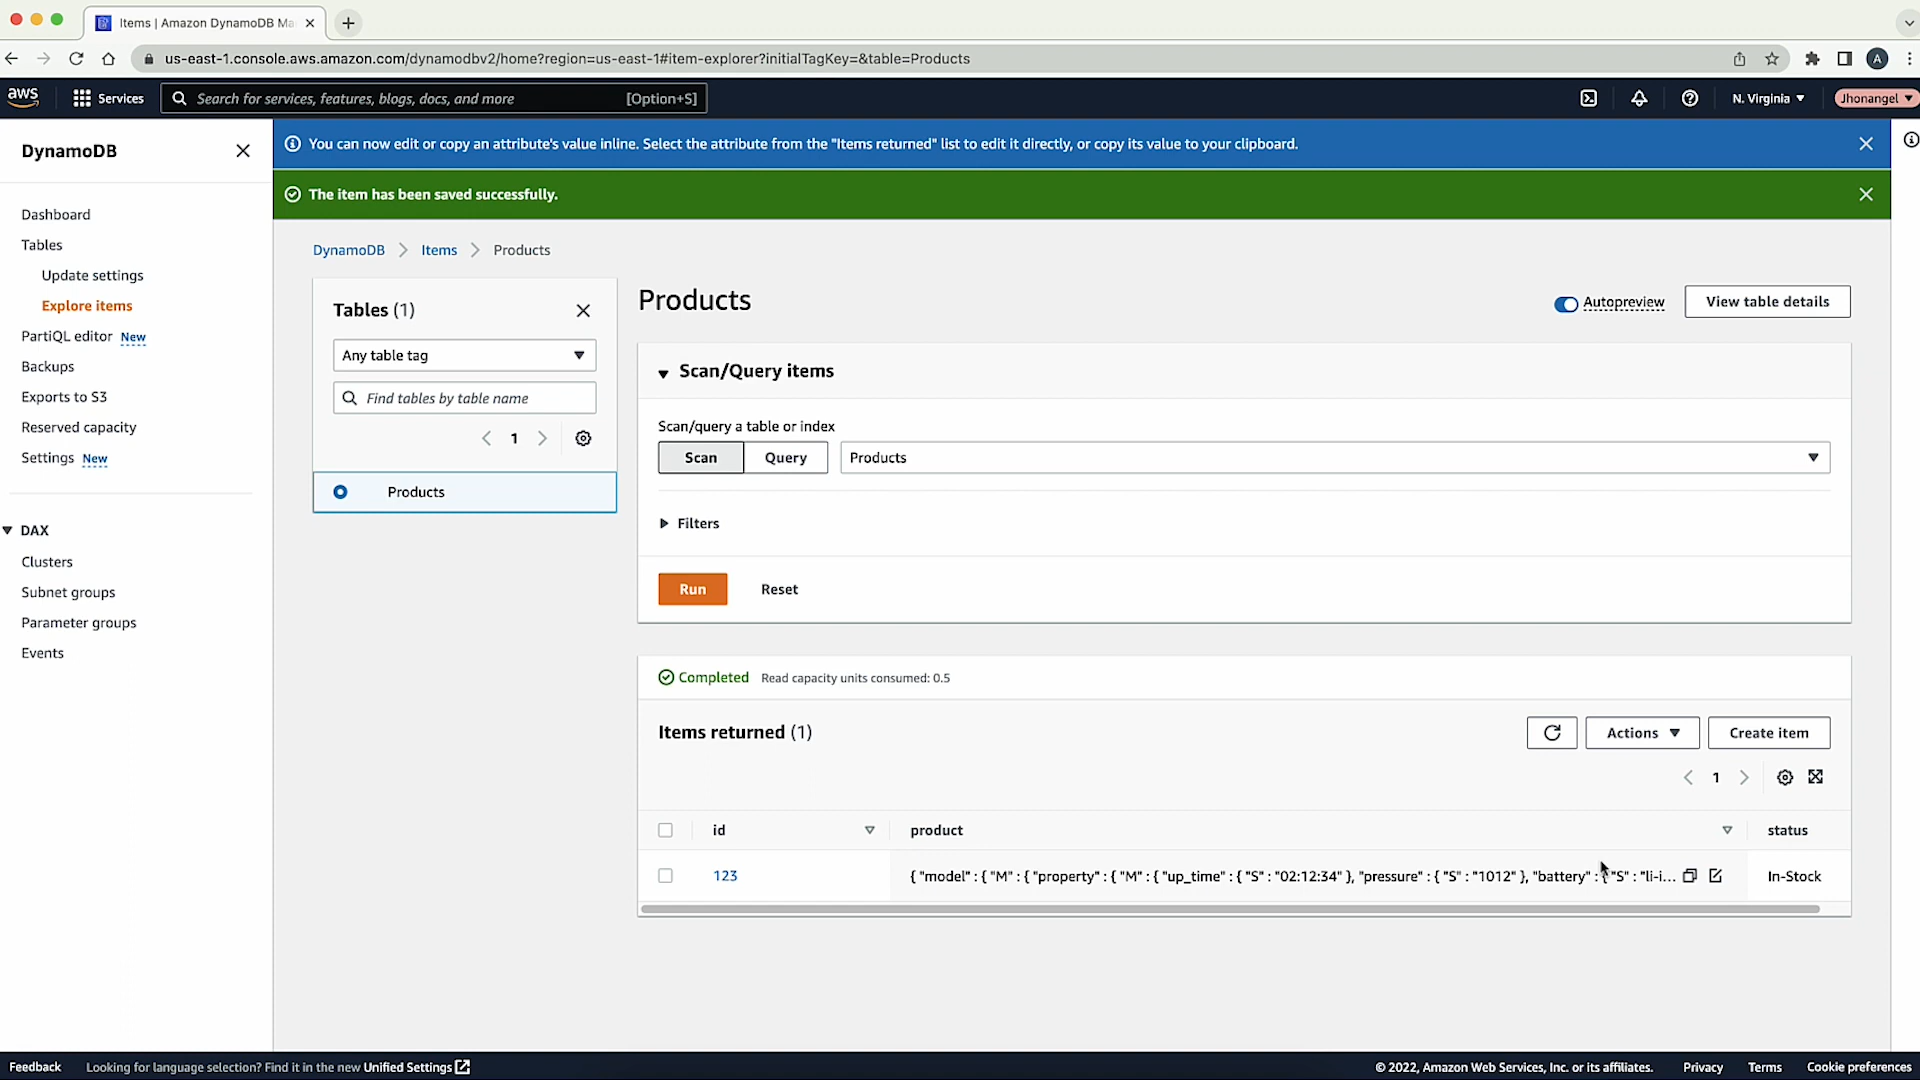 Items | Amazon DynamoDB Ma
us-east-1.console.aws.amazon.com/dynamodbv2/home?region=us-east-1#item-explorer?initialTagKey=&table=Products
A
aws
Services
Search for services, features, blogs, docs, and more [Option+S]
N. Virginia
Jhonangel
DynamoDB
Dashboard
Tables
Update settings
Explore items
PartiQL editor New
Backups
Exports to S3
Reserved capacity
Settings New
DAX
Clusters
Subnet groups
Parameter groups
Events
You can now edit or copy an attribute's value inline. Select the attribute from the "Items returned" list to edit it directly, or copy its value to your clipboard.
The item has been saved successfully.
DynamoDB
Items
Products
Tables (1)
Any table tag
Find tables by table name
1
Products
Products
Autopreview
View table details
Scan/Query items
Scan/query a table or index
Scan
Query
Products
Filters
Run
Reset
Completed
Read capacity units consumed: 0.5
Items returned (1)
Actions
Create item
1
id product status
123 { "model" : { "M" : { "property" : { "M" : { "up_time" : { "S" : "02:12:34" }, "pressure" : { "S" : "1012" }, "battery" : { "S" : "li-i... In-Stock
Feedback
Looking for language selection? Find it in the new Unified Settings
© 2022, Amazon Web Services, Inc. or its affiliates.
Privacy
Terms
Cookie preferences